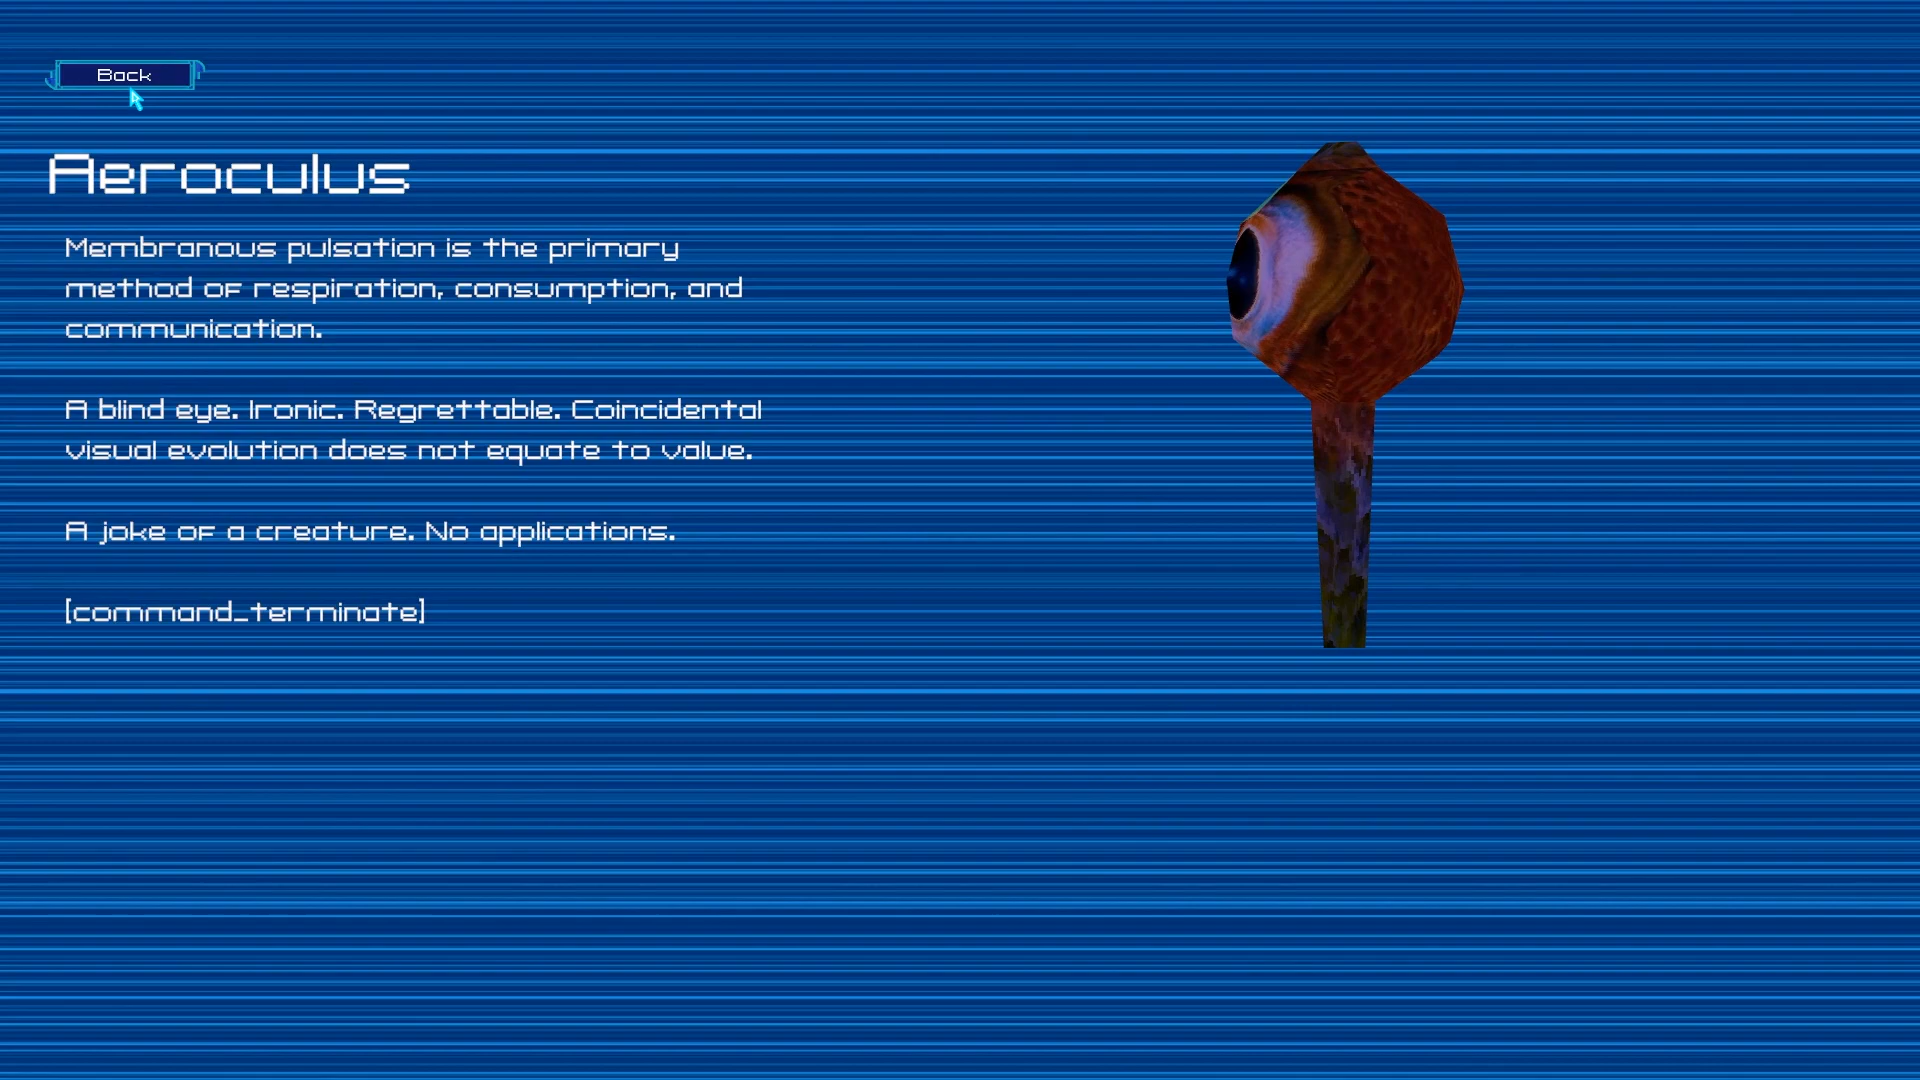 Back
Aeroculus
Membranous pulsation is the primary
method of respiration, consumption, and
communication.
A blind eye. Ironic. Regrettable. Coincidental
visual evolution does not equate to value.
A joke of a creature. No applications.
[command_terminate]